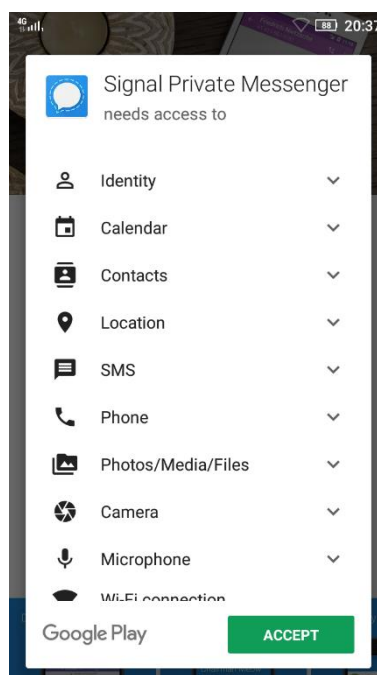 4G
88 20:37
Signal Private Messenger
needs access to
Identity
Calendar
Contacts
Location
SMS
Phone
Photos/Media/Files
Camera
Microphone
Wi-Fi connection
Google Play
ACCEPT